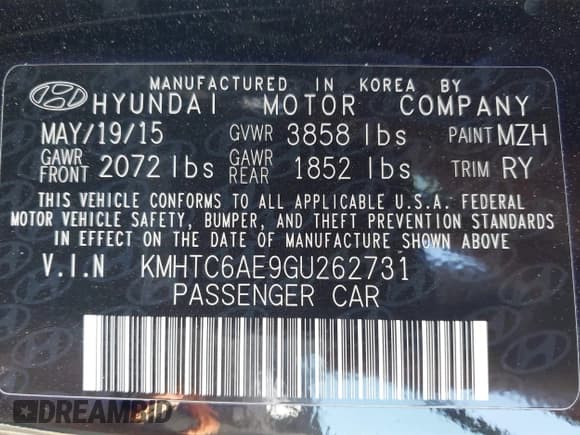 MANUFACTURED IN KOREA BY
HYUNDAI MOTOR COMPANY
MAY/19/15 GVWR 3858 lbs PAINT MZH
GAWR FRONT 2072 lbs GAWR REAR 1852 lbs TRIM RY
THIS VEHICLE CONFORMS TO ALL APPLICABLE U.S.A. FEDERAL
MOTOR VEHICLE SAFETY, BUMPER, AND THEFT PREVENTION STANDARDS
IN EFFECT ON THE DATE OF MANUFACTURE SHOWN ABOVE
V.I.N KMHTC6AE9GU262731
PASSENGER CAR
DREAMBID